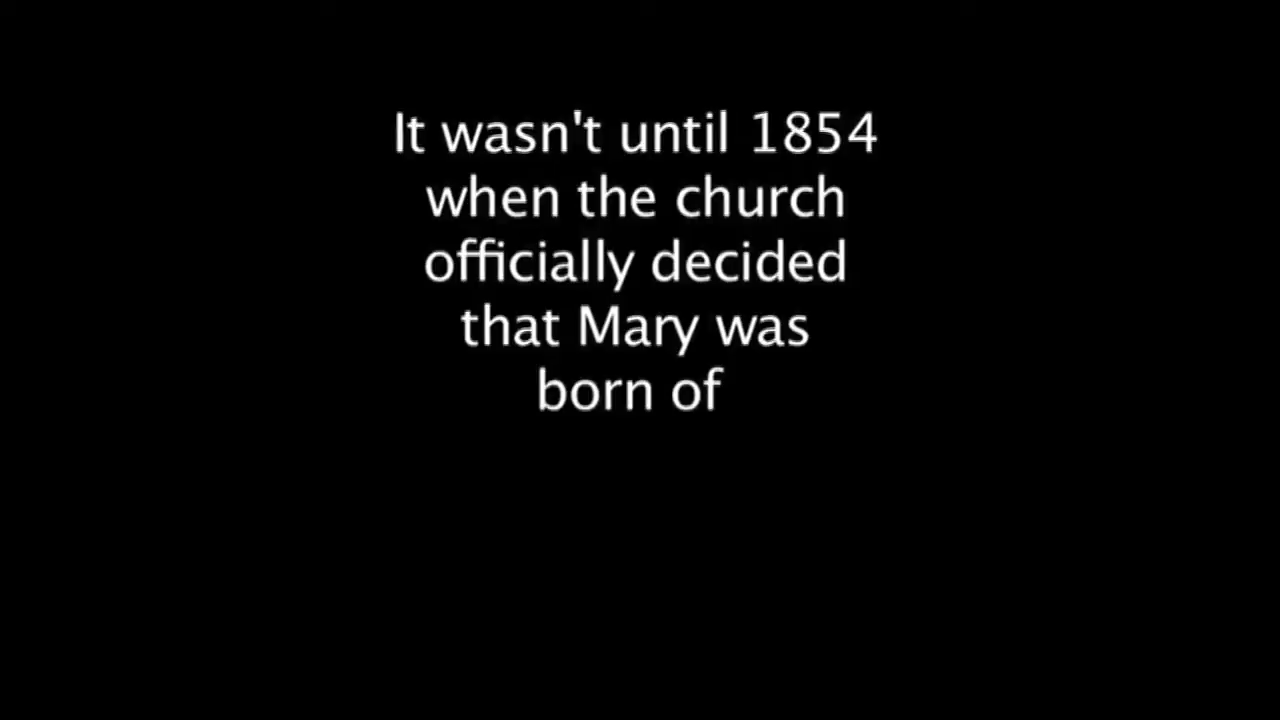 It wasn't until 1854
when the church
officially decided
that Mary was
born of